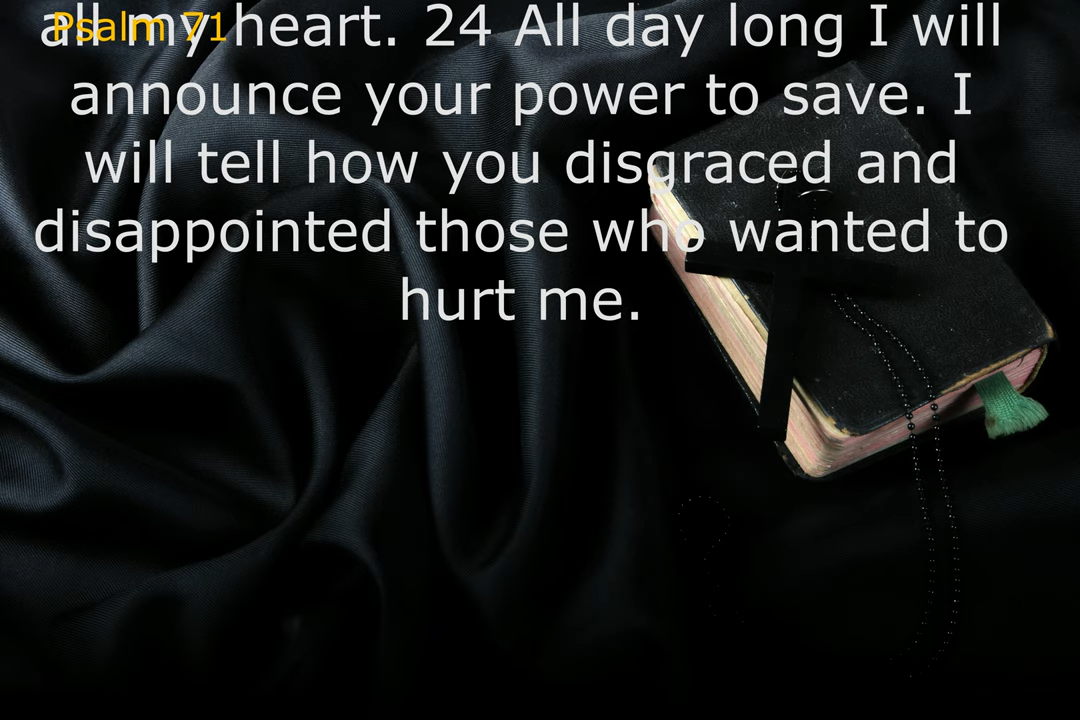 Psalm 71
all my heart. 24 All day long I will
announce your power to save. I
will tell how you disgraced and
disappointed those who wanted to
hurt me.